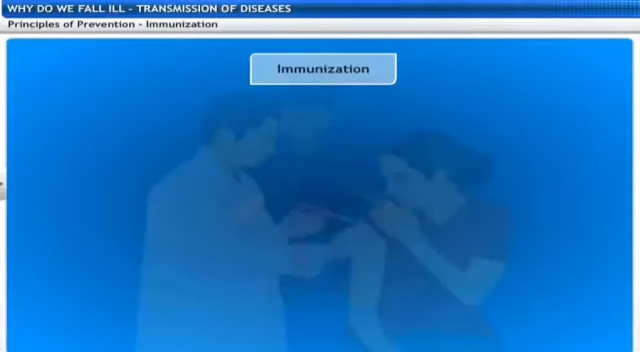 WHY DO WE FALL ILL - TRANSMISSION OF DISEASES
Principles of Prevention - Immunization
Immunization